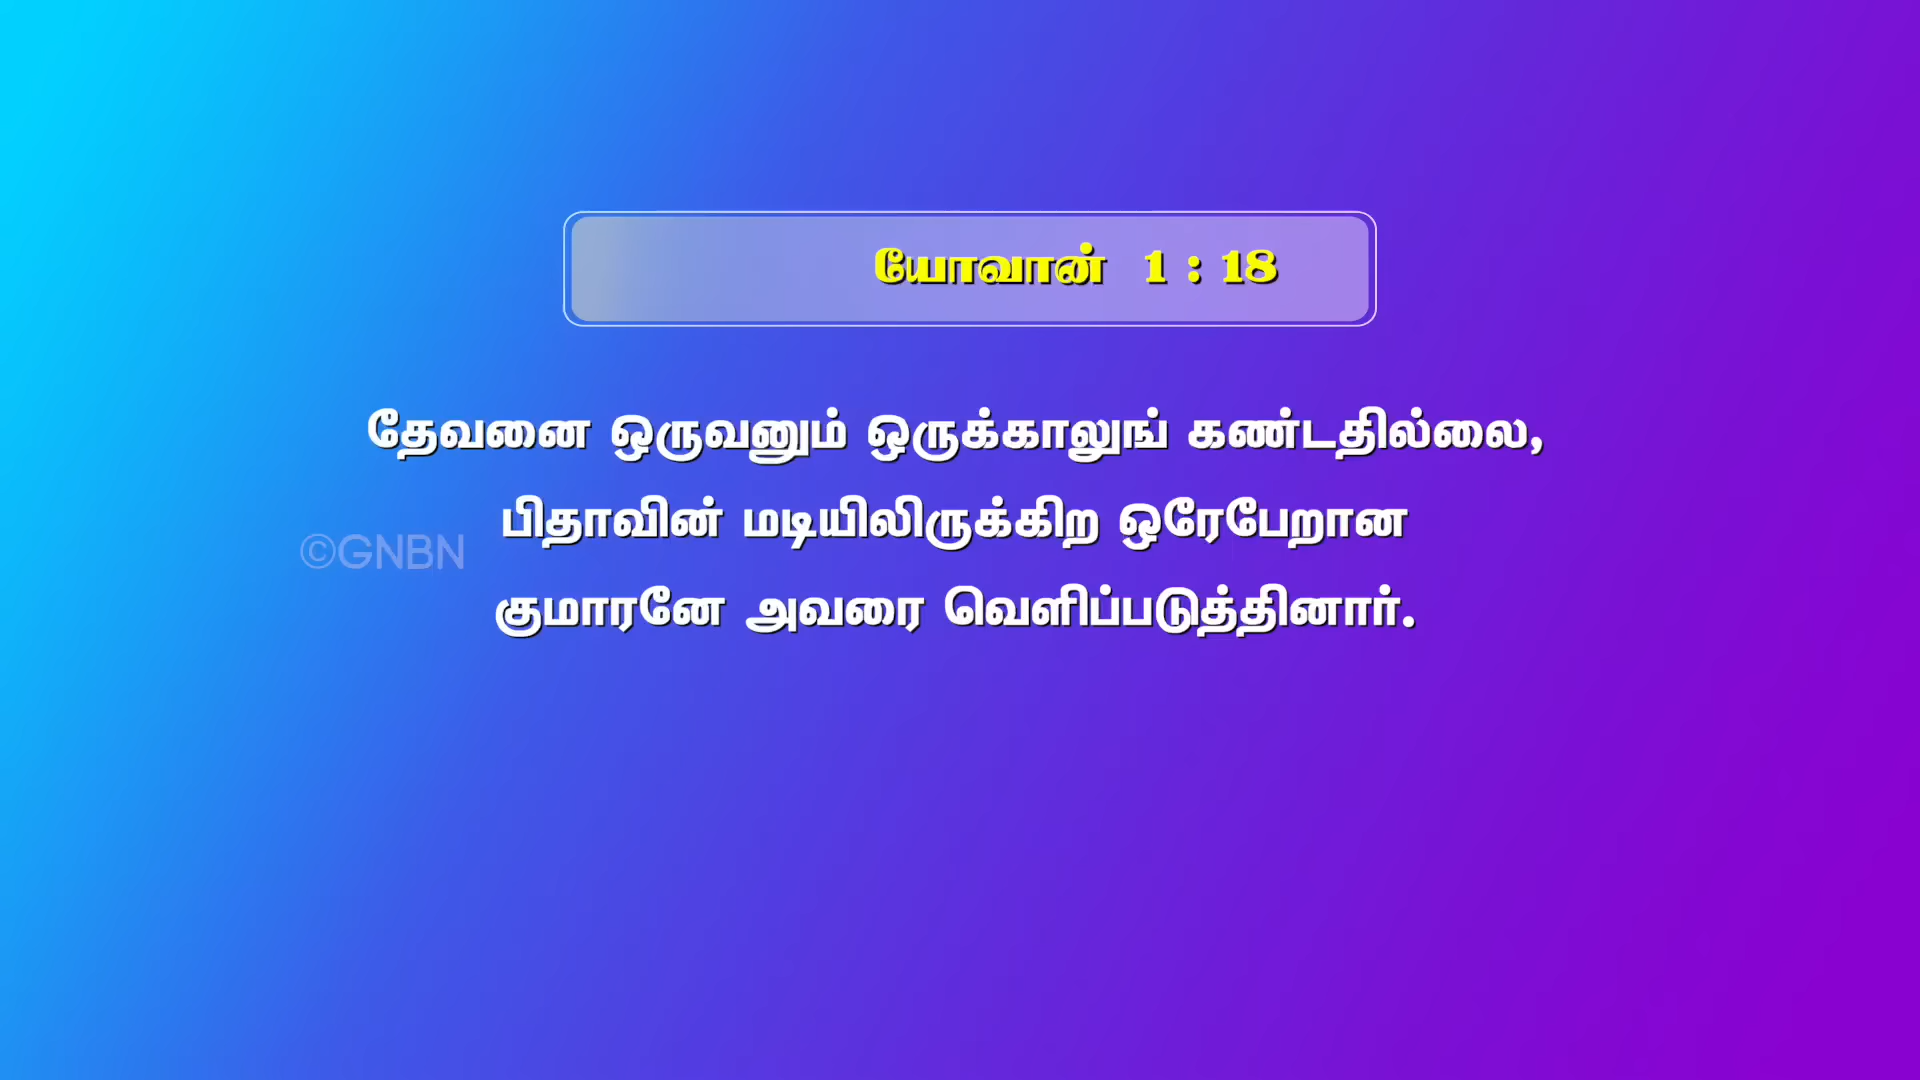 யோவான் 1 : 18
தேவனை ஒருவனும் ஒருக்காலுங் கண்டதில்லை,
பிதாவின் மடியிலிருக்கிற ஒரேபேறான
©GNBN
குமாரனே அவரை வெளிப்படுத்தினார்.